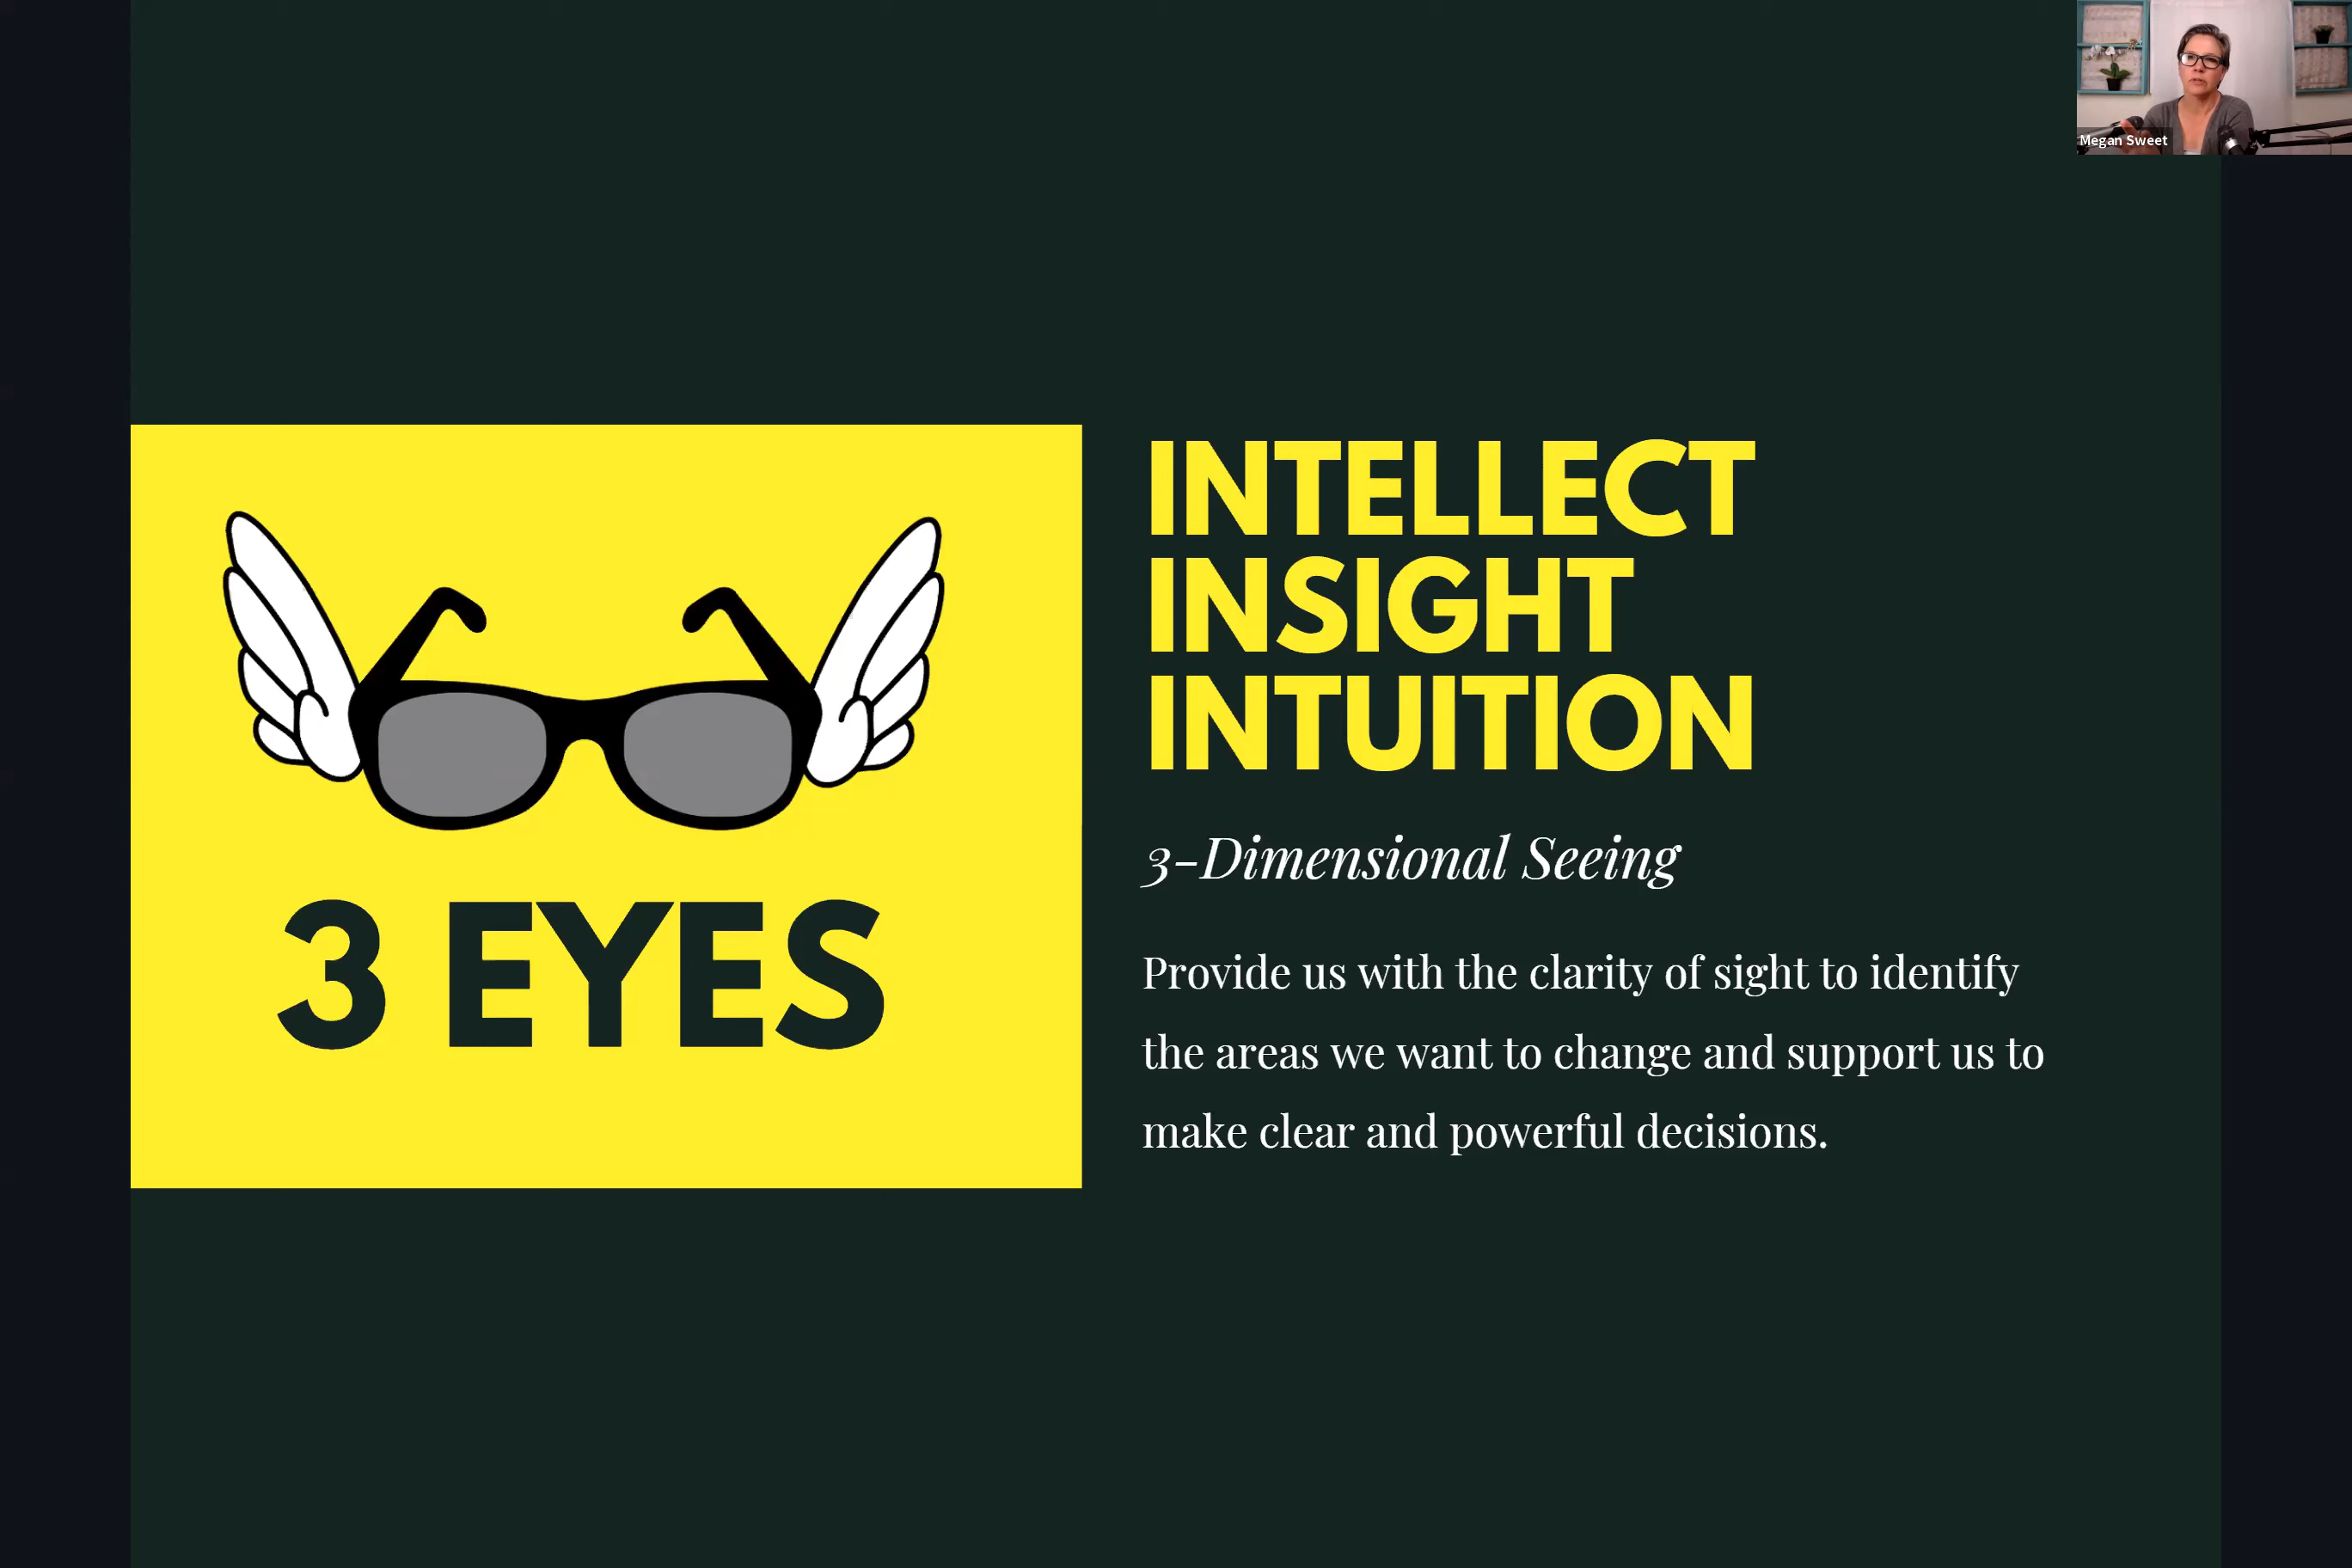 Megan Sweet
3 EYES
INTELLECT
INSIGHT
INTUITION
3-Dimensional Seeing
Provide us with the clarity of sight to identify
the areas we want to change and support us to
make clear and powerful decisions.